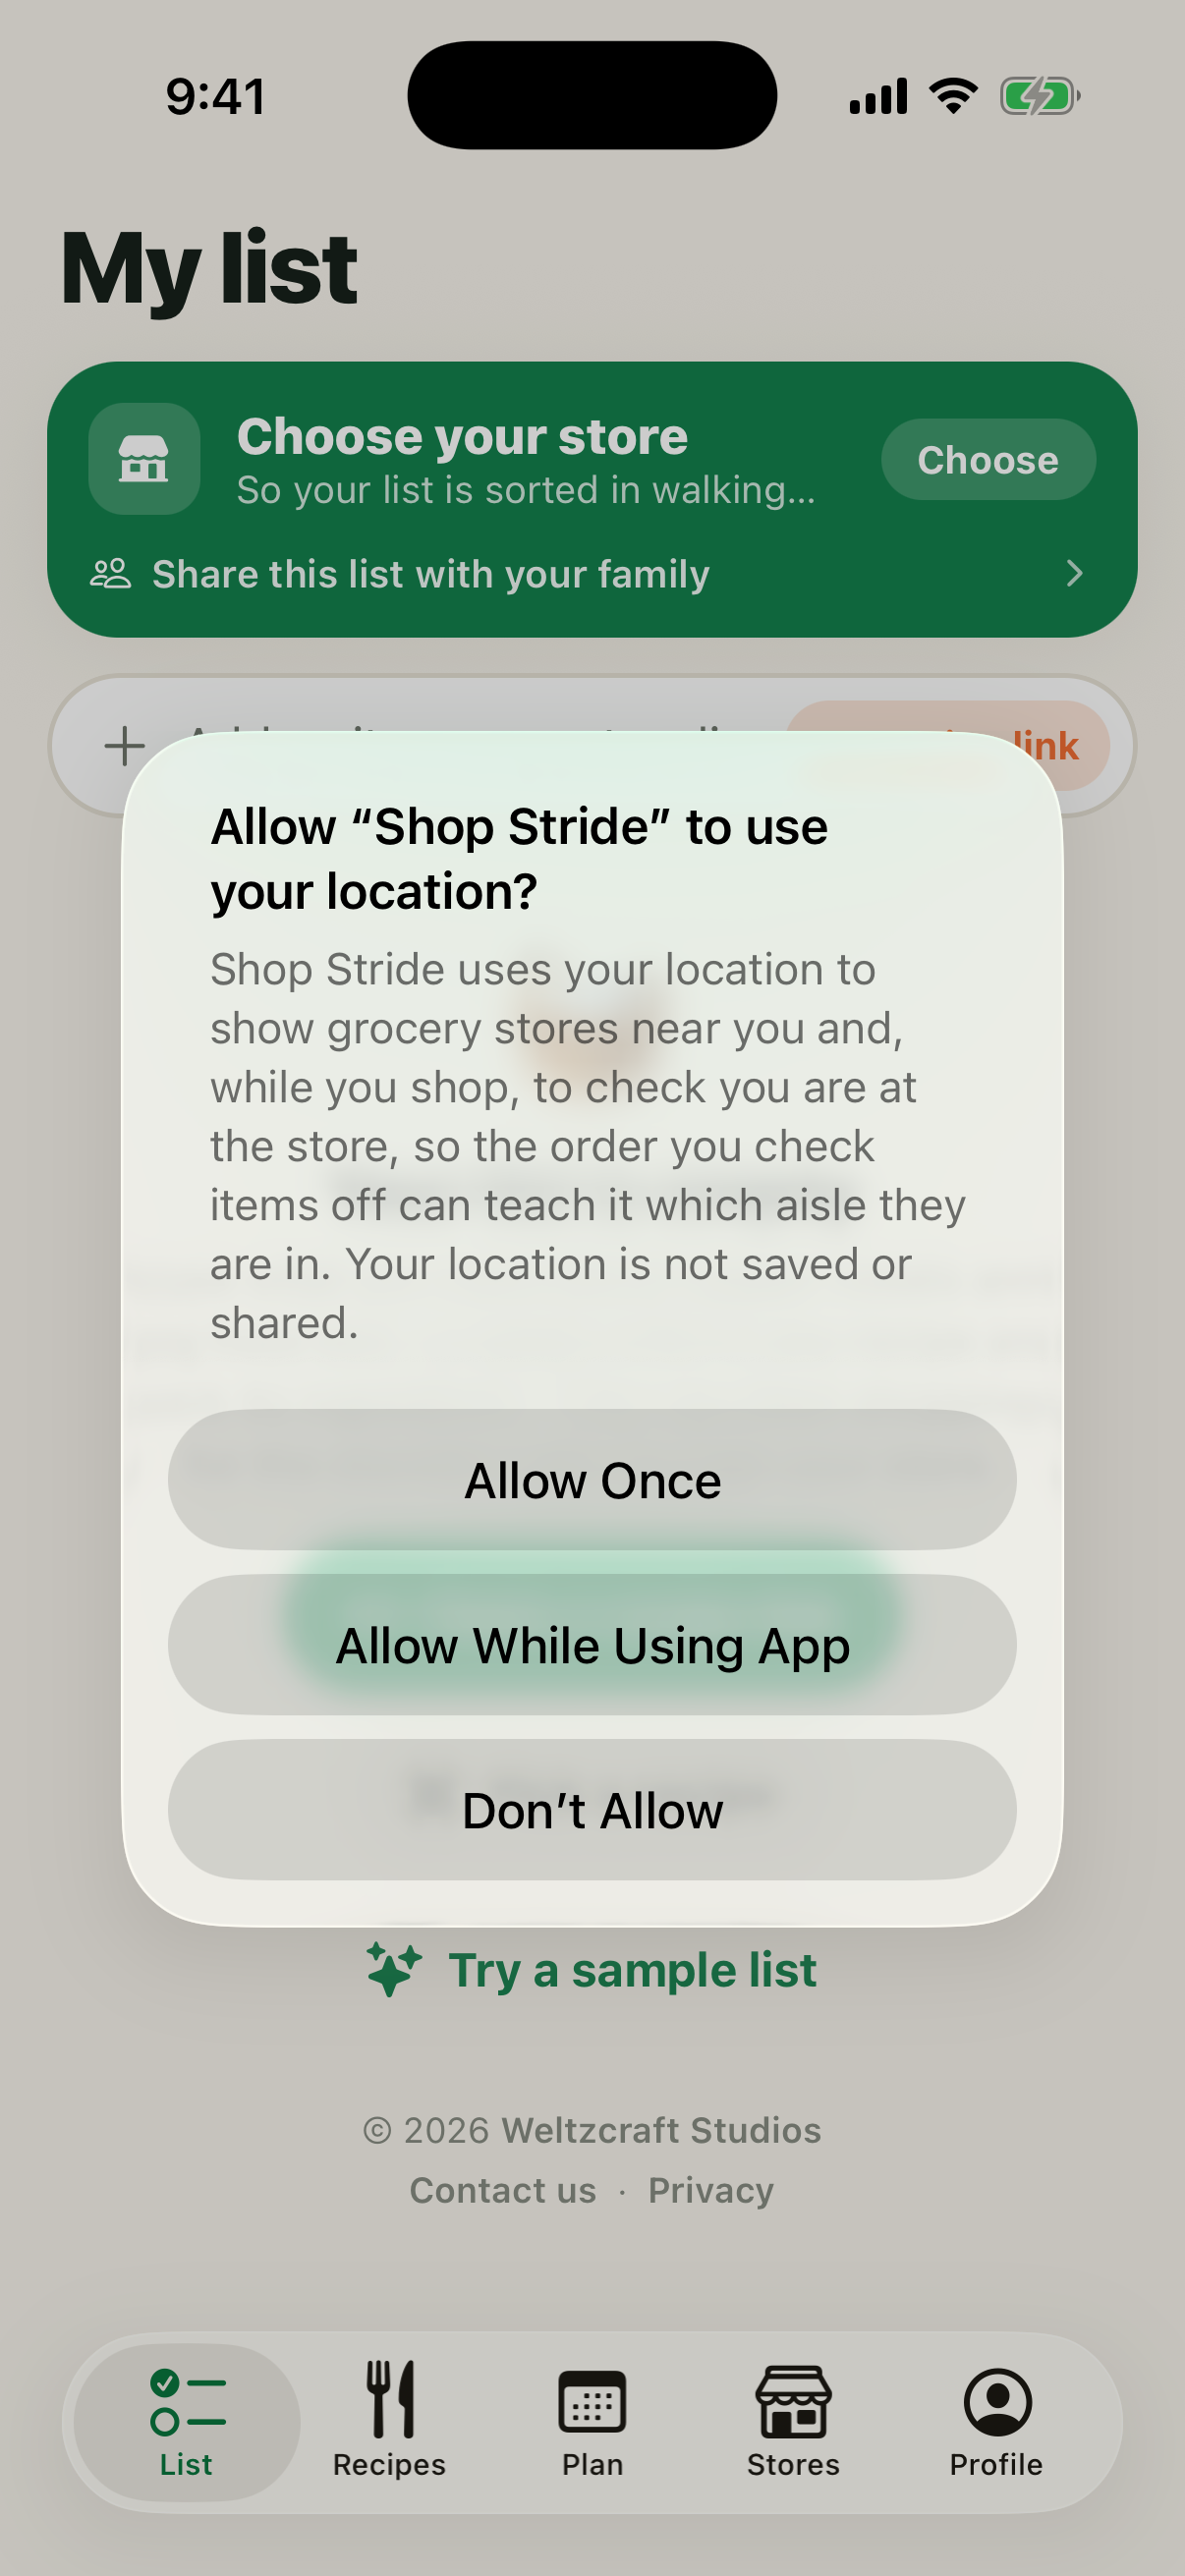 9:41
My list
Choose your store
So your list is sorted in walking...
Choose
Share this list with your family
link
Allow “Shop Stride” to use
your location?
Shop Stride uses your location to
show grocery stores near you and,
while you shop, to check you are at
the store, so the order you check
items off can teach it which aisle they
are in. Your location is not saved or
shared.
Allow Once
Allow While Using App
Don’t Allow
Try a sample list
© 2026 Weltzcraft Studios
Contact us · Privacy
List
Recipes
Plan
Stores
Profile